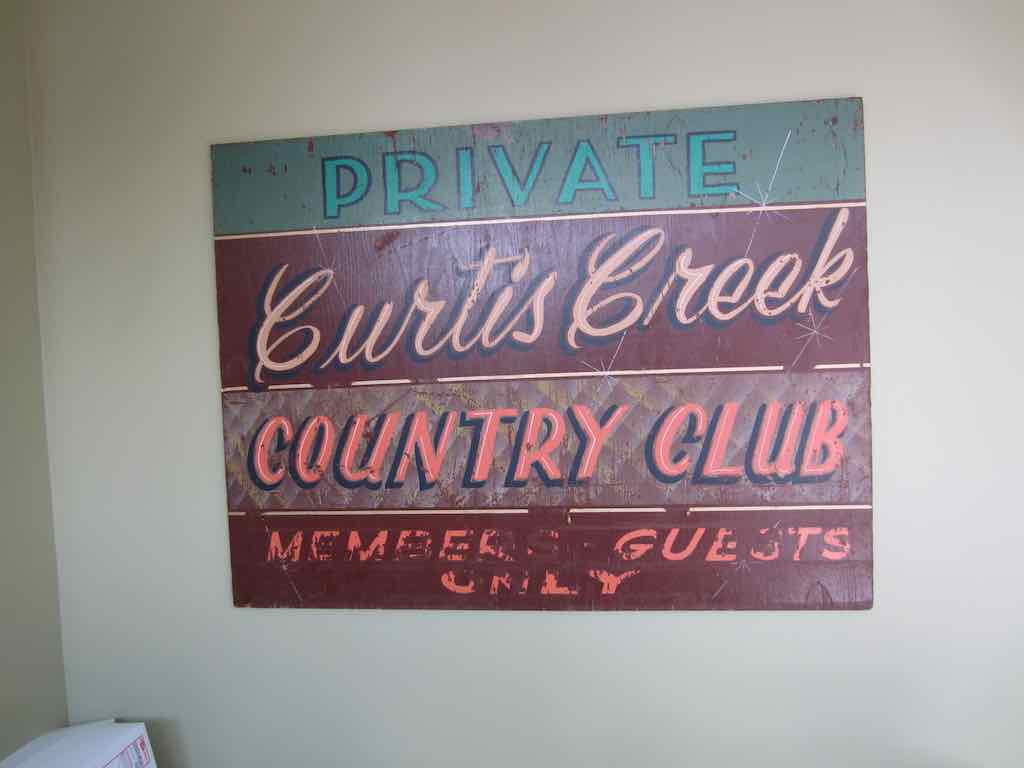 PRIVATE
Curtis Creek
COUNTRY CLUB
MEMBERS - GUESTS
ONLY